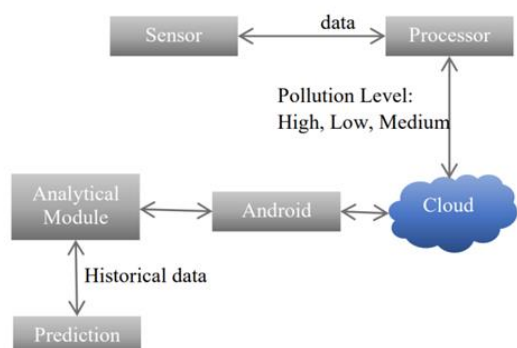 Sensor
data
Processor
Pollution Level:
High, Low, Medium
Analytical
Module
Android
Cloud
Historical data
Prediction